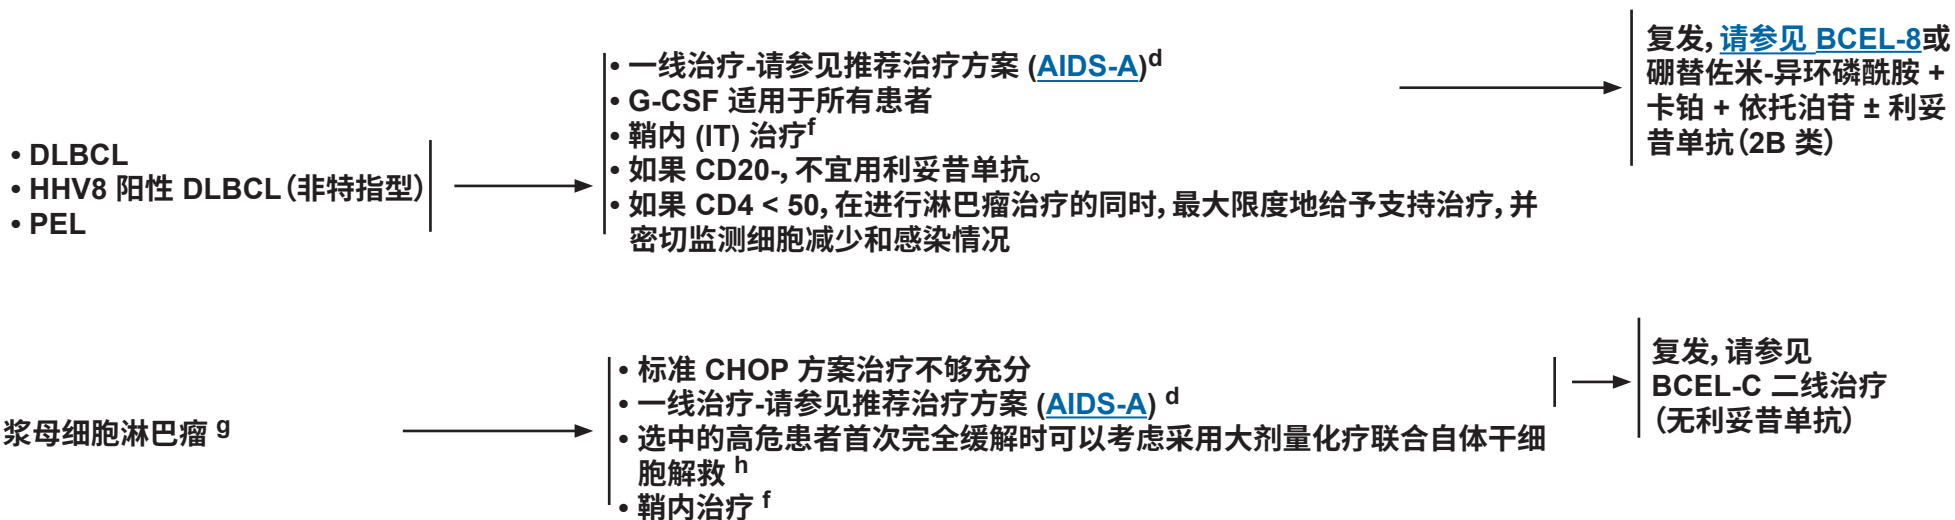 • DLBCL
• HHV8 阳性 DLBCL（非特指型）
• PEL
• 一线治疗-请参见推荐治疗方案 (AIDS-A)d
• G-CSF 适用于所有患者
• 鞘内 (IT) 治疗f
• 如果 CD20-，不宜用利妥昔单抗。
• 如果 CD4 < 50，在进行淋巴瘤治疗的同时，最大限度地给予支持治疗，并
密切监测细胞减少和感染情况
复发，请参见 BCEL-8或
硼替佐米-异环磷酰胺 +
卡铂 + 依托泊苷 ± 利妥
昔单抗（2B 类）
浆母细胞淋巴瘤 g
• 标准 CHOP 方案治疗不够充分
• 一线治疗-请参见推荐治疗方案 (AIDS-A) d
• 选中的高危患者首次完全缓解时可以考虑采用大剂量化疗联合自体干细
胞解救 h
• 鞘内治疗 f
复发，请参见
BCEL-C 二线治疗
（无利妥昔单抗）